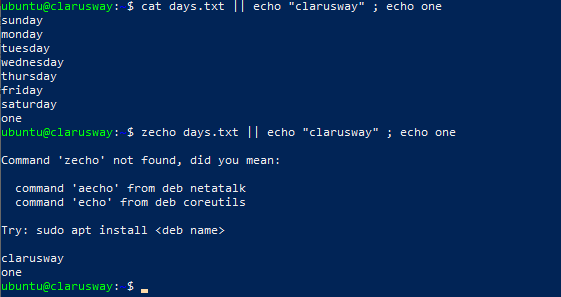 ubuntu@clarusway: $ cat days.txt || echo "clarusway" ; echo one
sunday
monday
tuesday
wednesday
thursday
friday
saturday
one
ubuntu@clarusway: $ zecho days.txt || echo "clarusway" ; echo one
Command 'zecho' not found, did you mean:
command 'aecho' from deb netatalk
command 'echo' from deb coreutils
Try: sudo apt install <deb name>
clarusway
one
ubuntu@clarusway: $